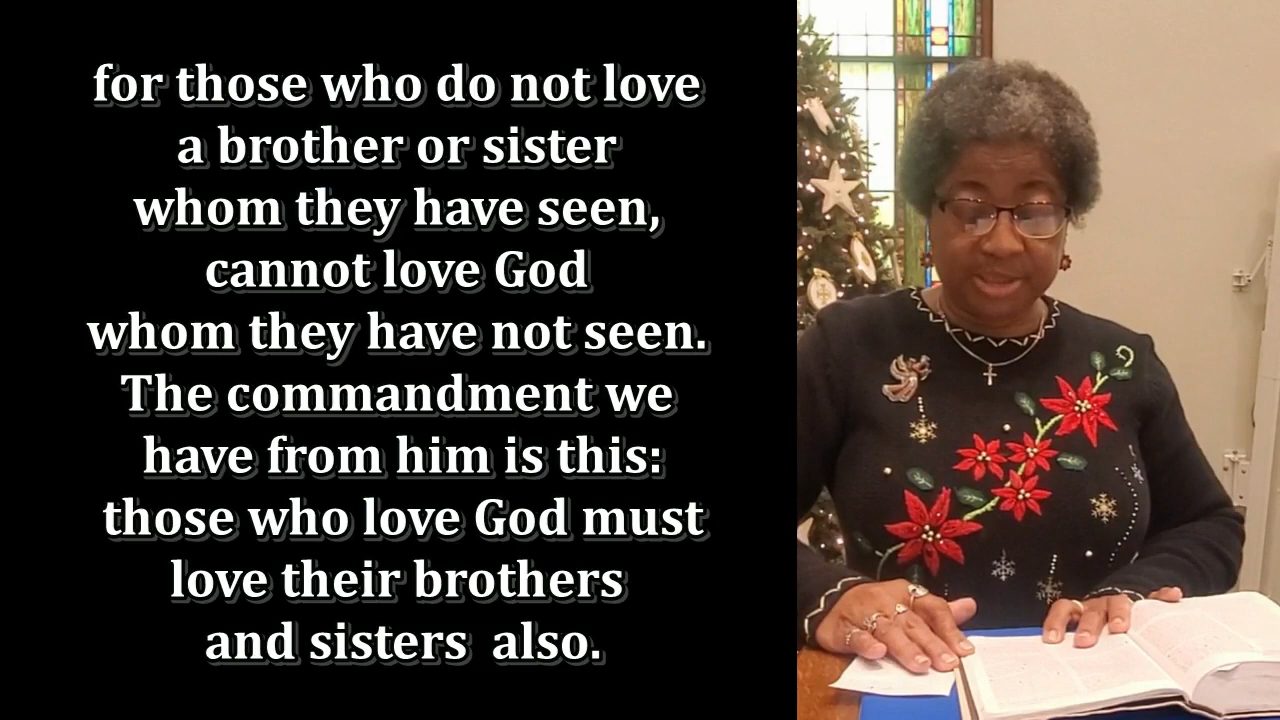 for those who do not love
a brother or sister
whom they have seen,
cannot love God
whom they have not seen.
The commandment we
have from him is this:
those who love God must
love their brothers
and sisters also.